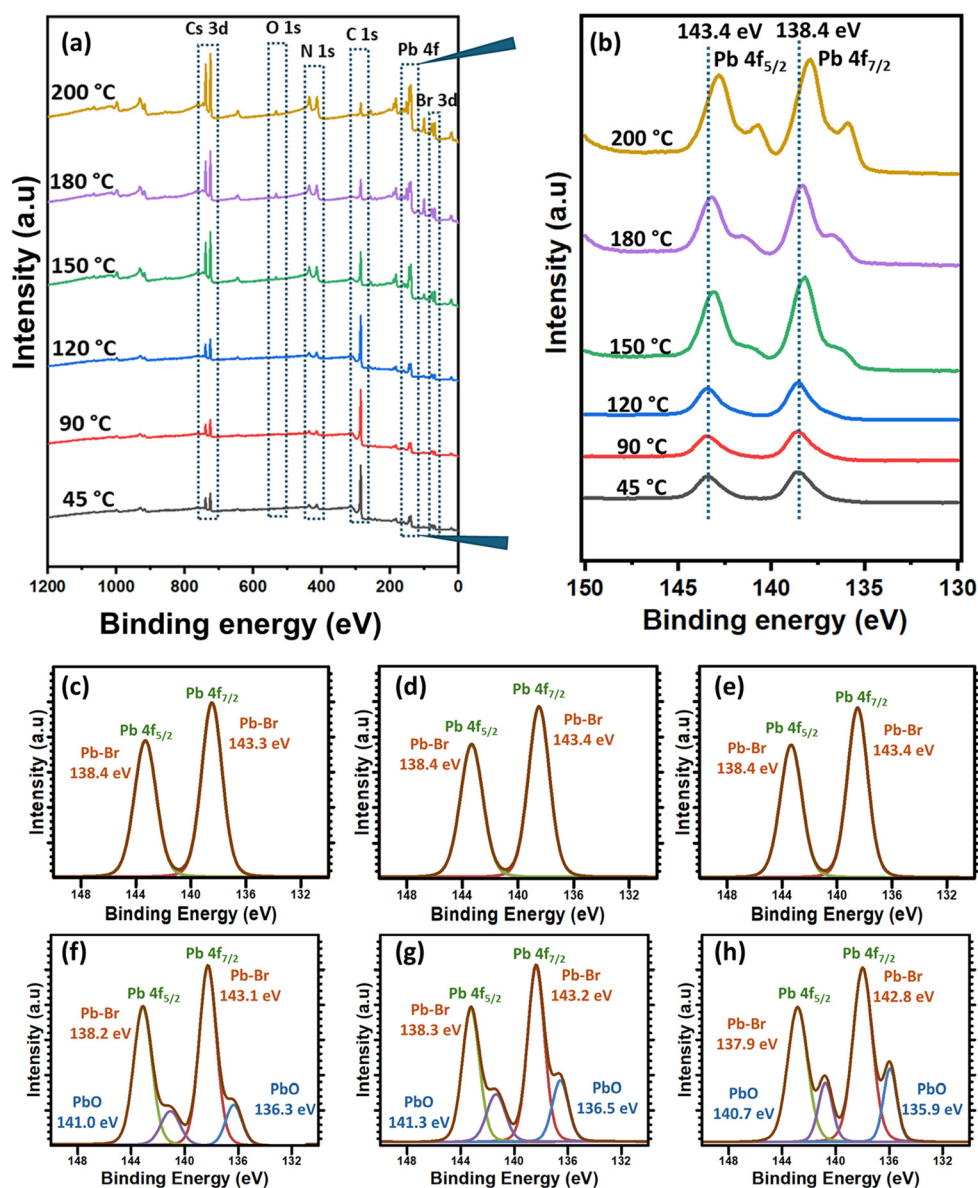 (a)
Cs 3d
O 1s
N 1s
C 1s
Pb 4f
Br 3d
200 °C
180 °C
150 °C
120 °C
90 °C
45 °C
Intensity (a.u)
1200 1000 800 600 400 200 0
Binding energy (eV)
(b)
143.4 eV 138.4 eV
Pb 4f5/2
Pb 4f7/2
200 °C
180 °C
150 °C
120 °C
90 °C
45 °C
Intensity (a.u)
150 145 140 135 130
Binding energy (eV)
(c)
Pb 4f7/2
Pb 4f5/2
Pb-Br
138.4 eV
Pb-Br
143.3 eV
Intensity (a.u)
148 144 140 136 132
Binding Energy (eV)
(d)
Pb 4f7/2
Pb 4f5/2
Pb-Br
138.4 eV
Pb-Br
143.4 eV
Intensity (a.u)
148 144 140 136 132
Binding Energy (eV)
(e)
Pb 4f7/2
Pb 4f5/2
Pb-Br
138.4 eV
Pb-Br
143.4 eV
Intensity (a.u)
148 144 140 136 132
Binding Energy (eV)
(f)
Pb 4f7/2
Pb 4f5/2
Pb-Br
138.2 eV
Pb-Br
143.1 eV
PbO
141.0 eV
PbO
136.3 eV
Intensity (a.u)
148 144 140 136 132
Binding Energy (eV)
(g)
Pb 4f7/2
Pb 4f5/2
Pb-Br
138.3 eV
Pb-Br
143.2 eV
PbO
141.3 eV
PbO
136.5 eV
Intensity (a.u)
148 144 140 136 132
Binding Energy (eV)
(h)
Pb 4f7/2
Pb 4f5/2
Pb-Br
137.9 eV
Pb-Br
142.8 eV
PbO
140.7 eV
PbO
135.9 eV
Intensity (a.u)
148 144 140 136 132
Binding Energy (eV)